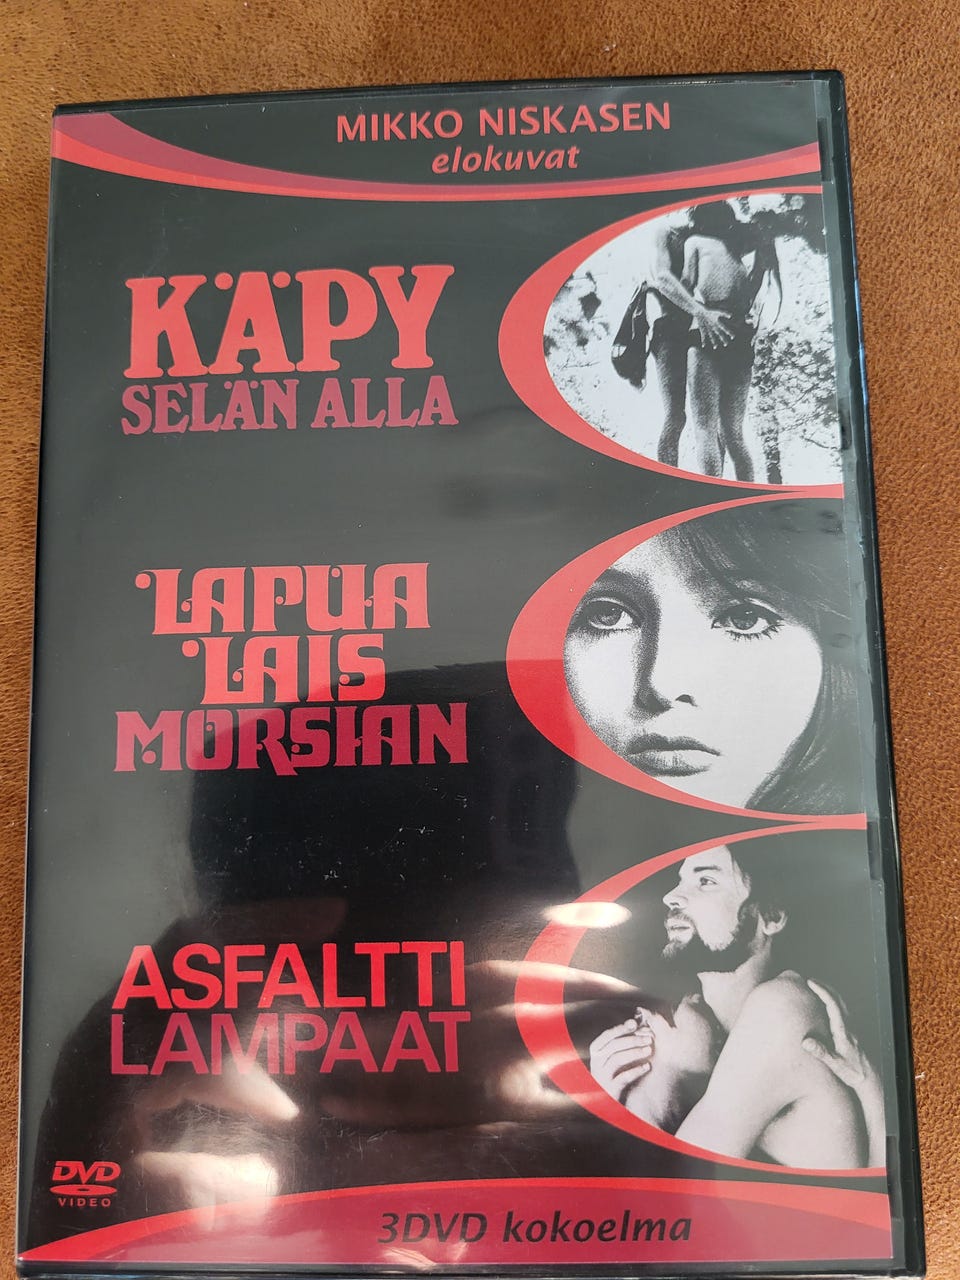 MIKKO NISKASEN
elokuvat
KÄPY
SELÄN ALLA
LAPUA
LAIS
MORSIAN
ASFALTTI
LAMPAAT
DVD
VIDEO
3DVD kokoelma